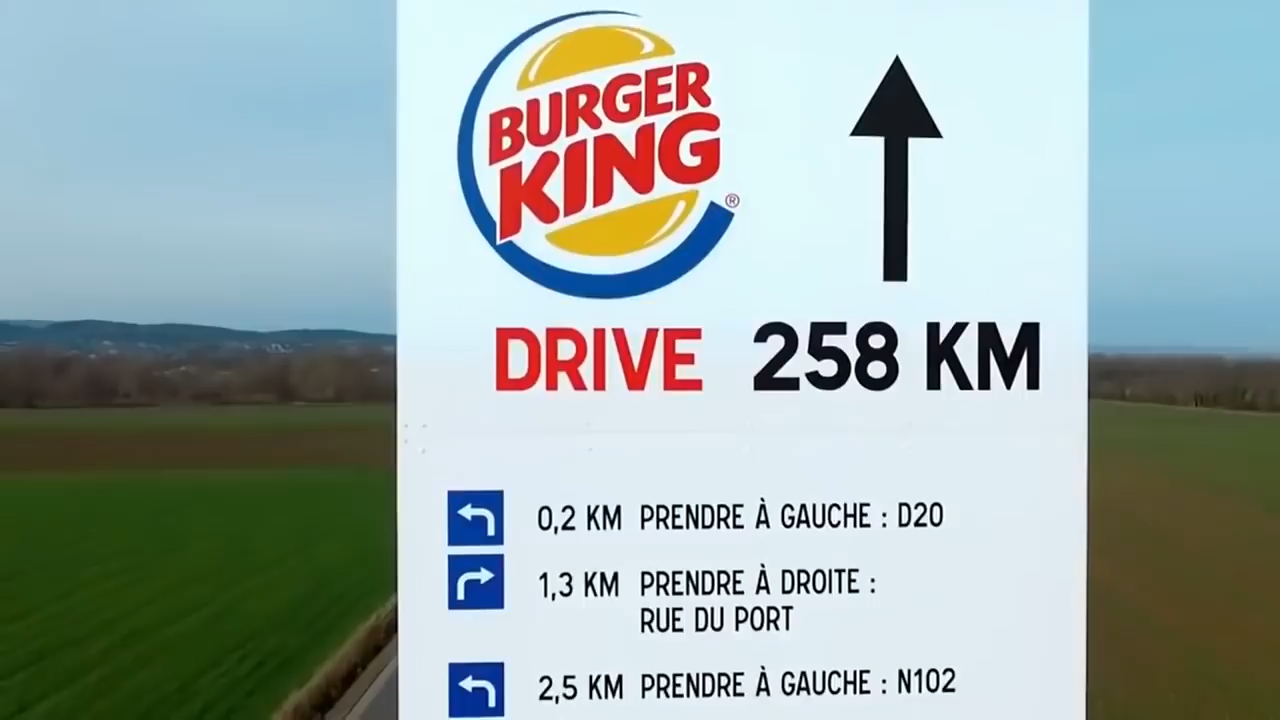 BURGER
KING
®
DRIVE 258 KM
0,2 KM PRENDRE À GAUCHE : D20
1,3 KM PRENDRE À DROITE :
RUE DU PORT
2,5 KM PRENDRE À GAUCHE : N102